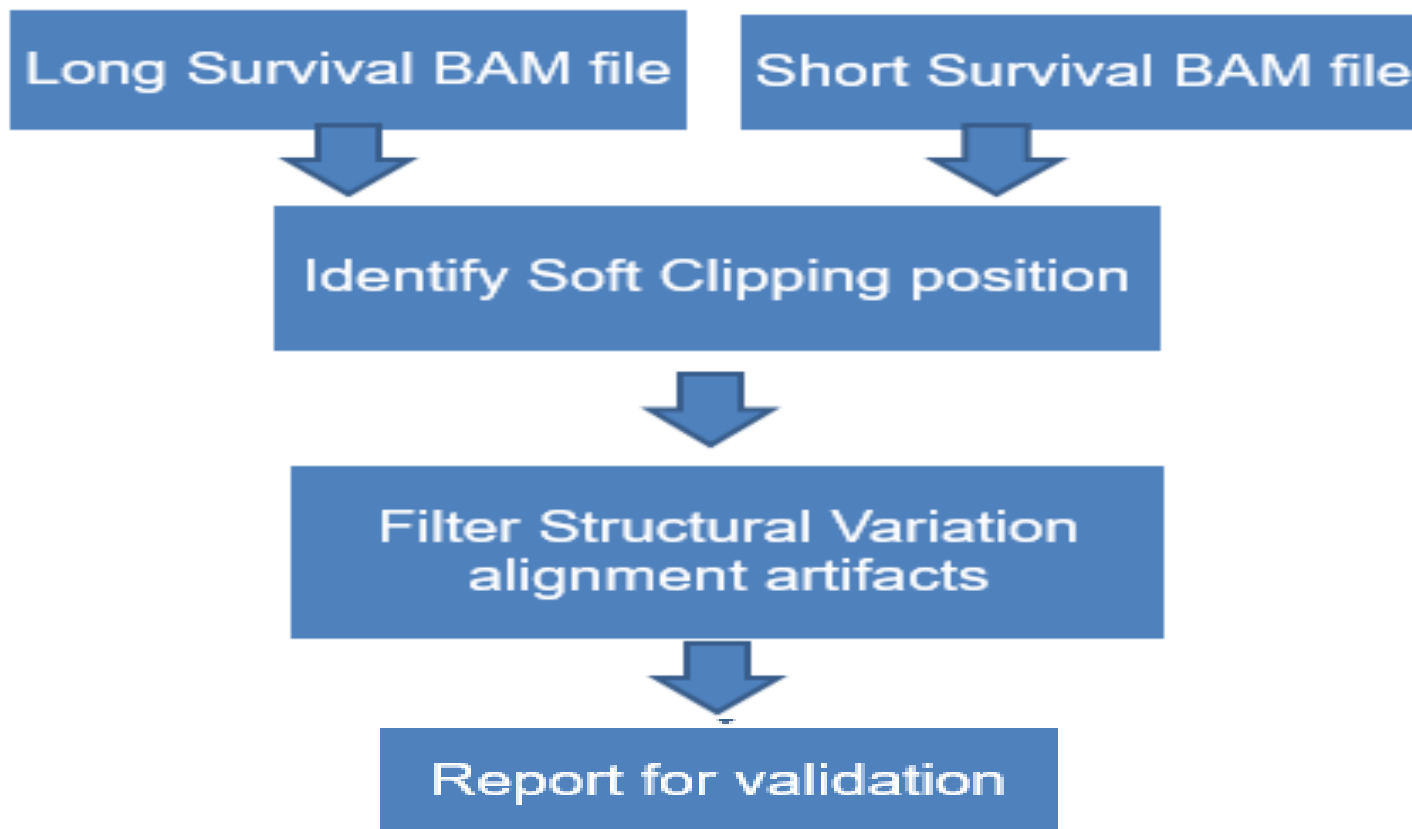 Long Survival BAM file
Short Survival BAM file
Identify Soft Clipping position
Filter Structural Variation
alignment artifacts
Report for validation